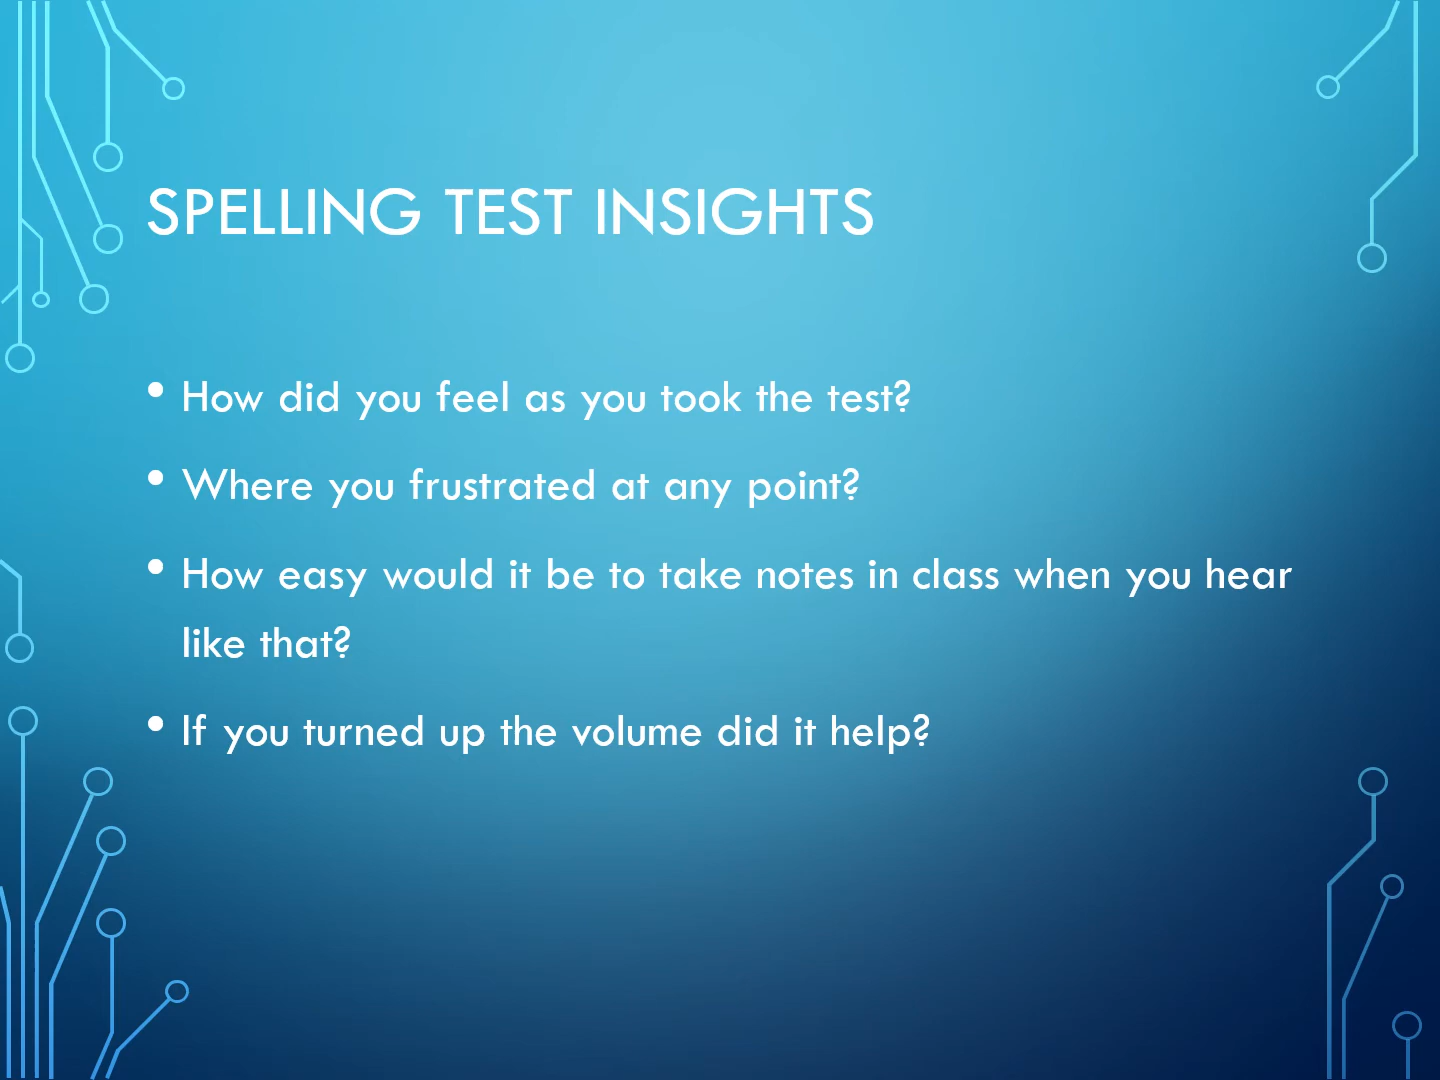 SPELLING TEST INSIGHTS
• How did you feel as you took the test?
• Where you frustrated at any point?
• How easy would it be to take notes in class when you hear
like that?
• If you turned up the volume did it help?